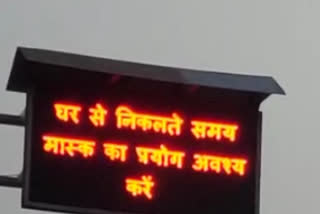 घर से निकलते समय
मास्क का प्रयोग अवश्य
करें